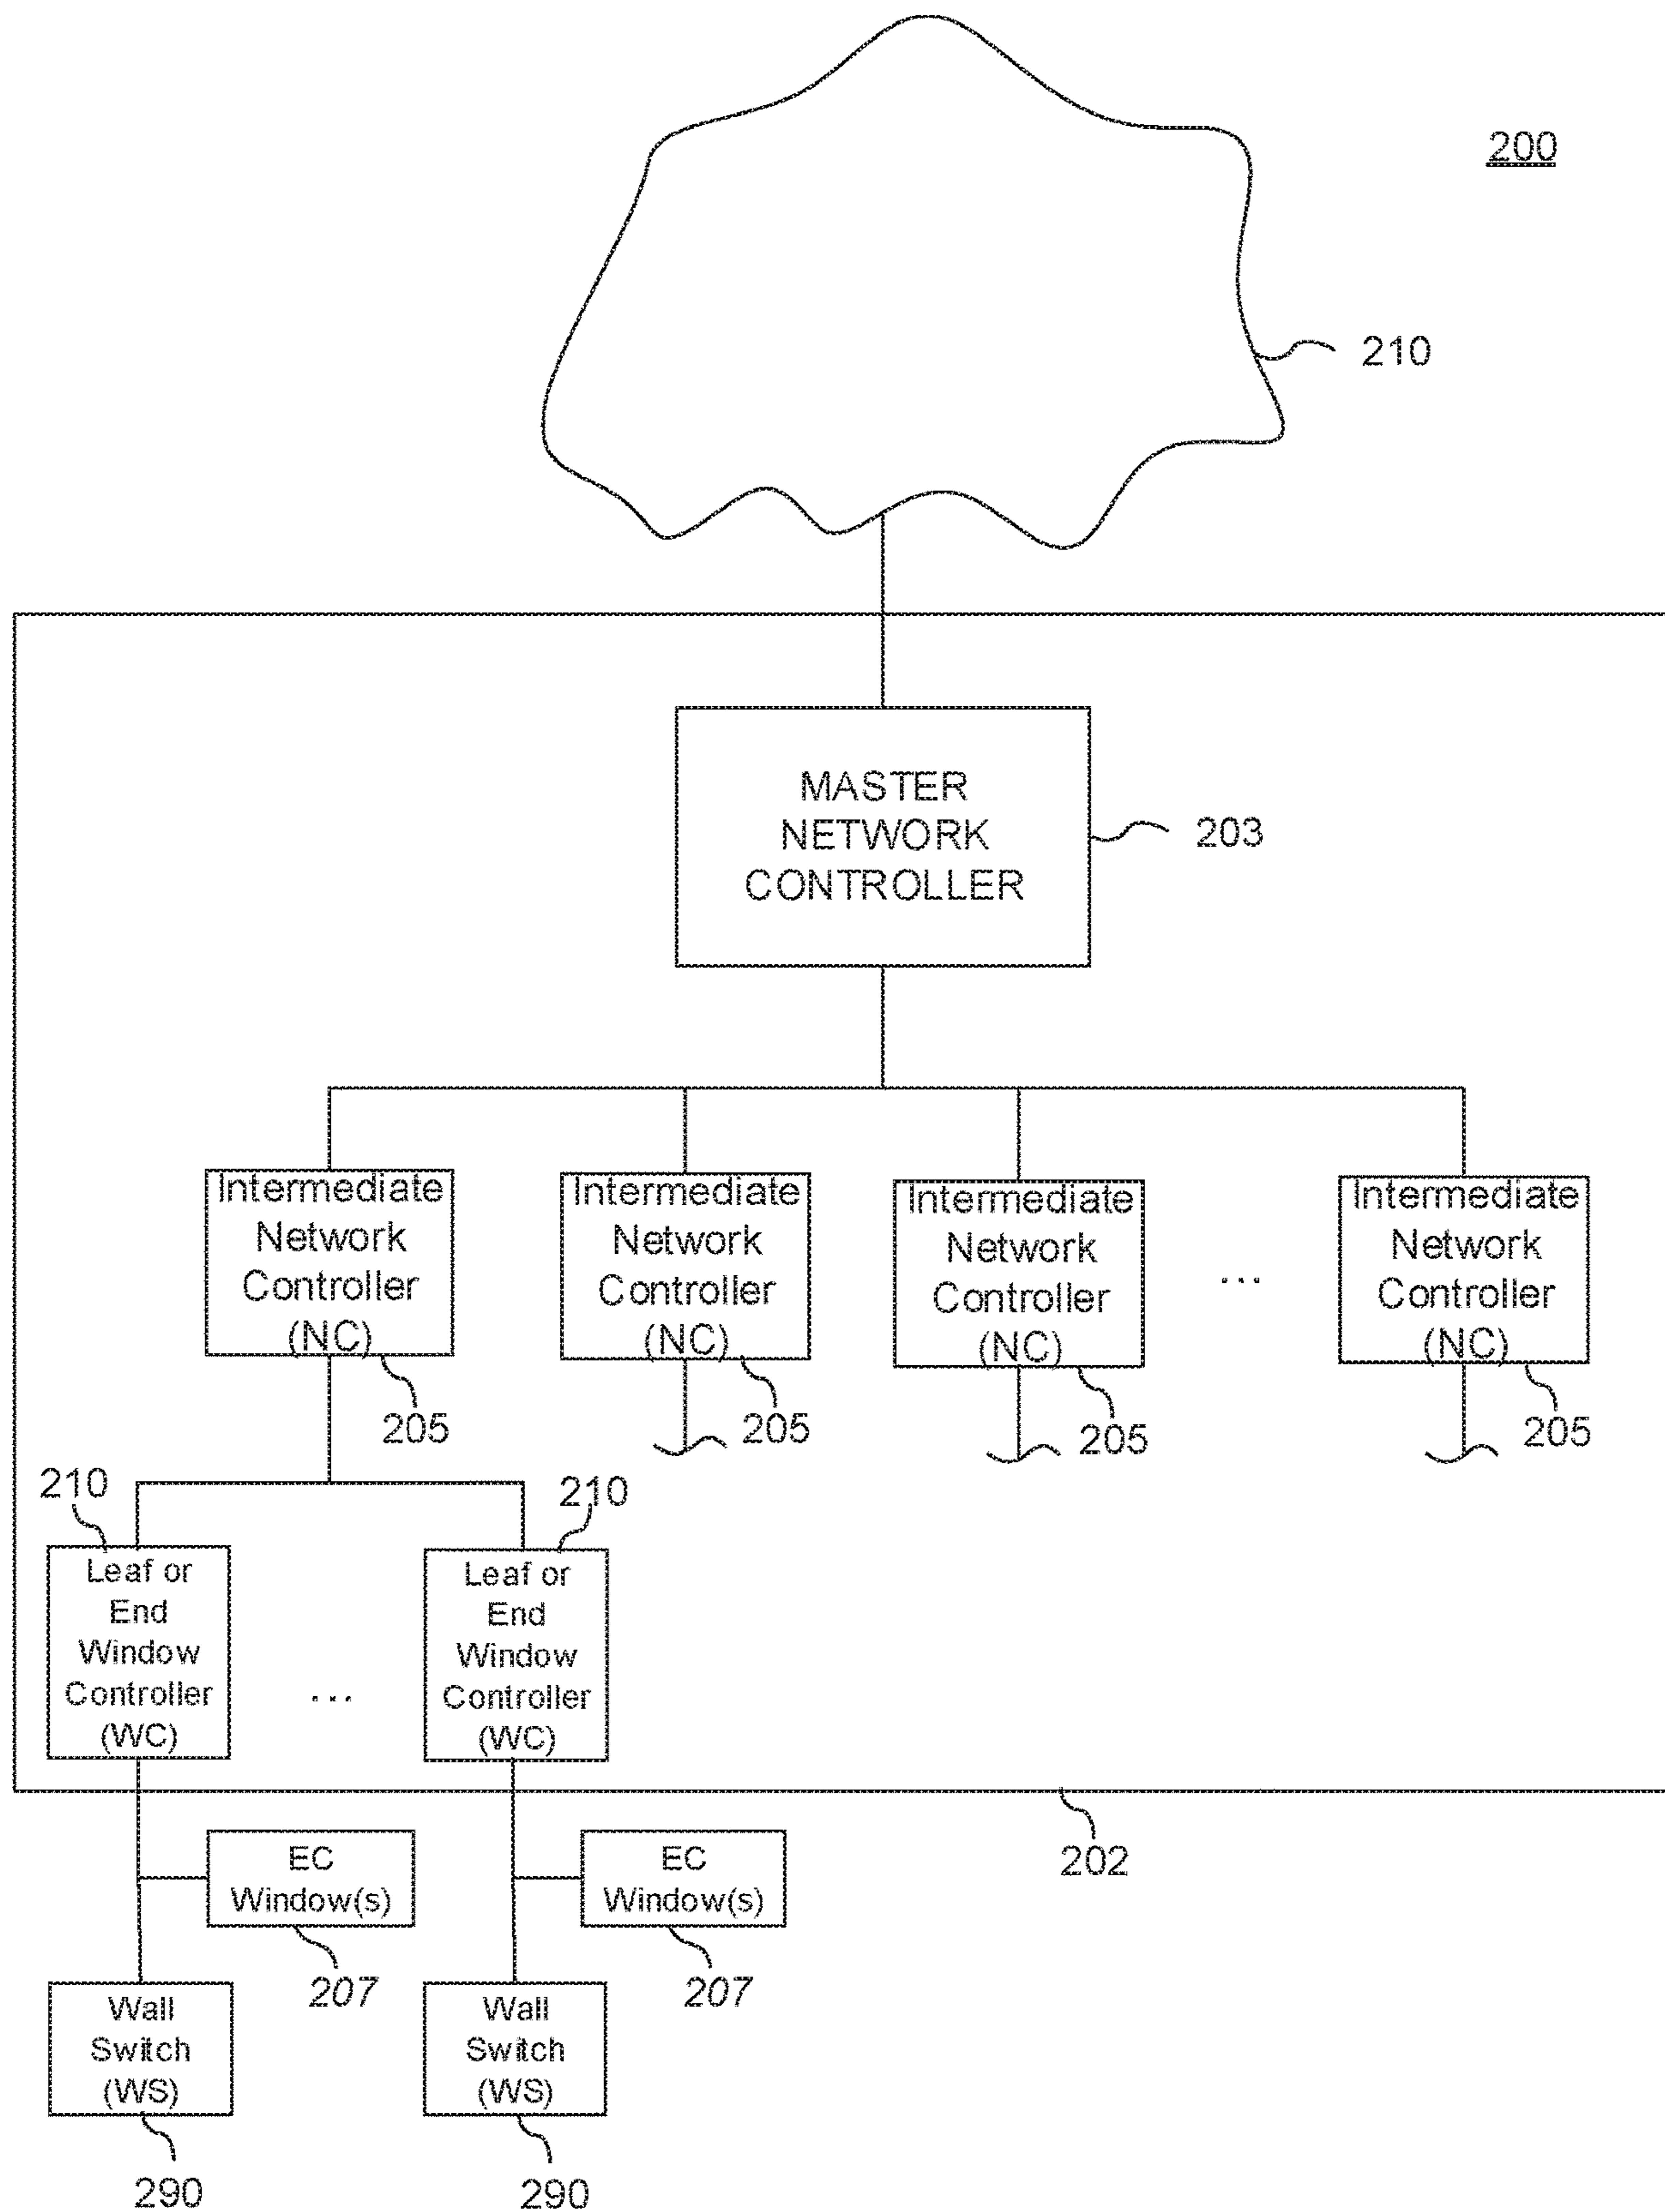 200
210
MASTER
NETWORK
CONTROLLER
203
Intermediate
Network
Controller
(NC)
205
Intermediate
Network
Controller
(NC)
205
Intermediate
Network
Controller
(NC)
205
...
Intermediate
Network
Controller
(NC)
205
210
Leaf or
End
Window
Controller
(WC)
...
210
Leaf or
End
Window
Controller
(WC)
202
EC
Window(s)
207
EC
Window(s)
207
Wall
Switch
(WS)
290
Wall
Switch
(WS)
290